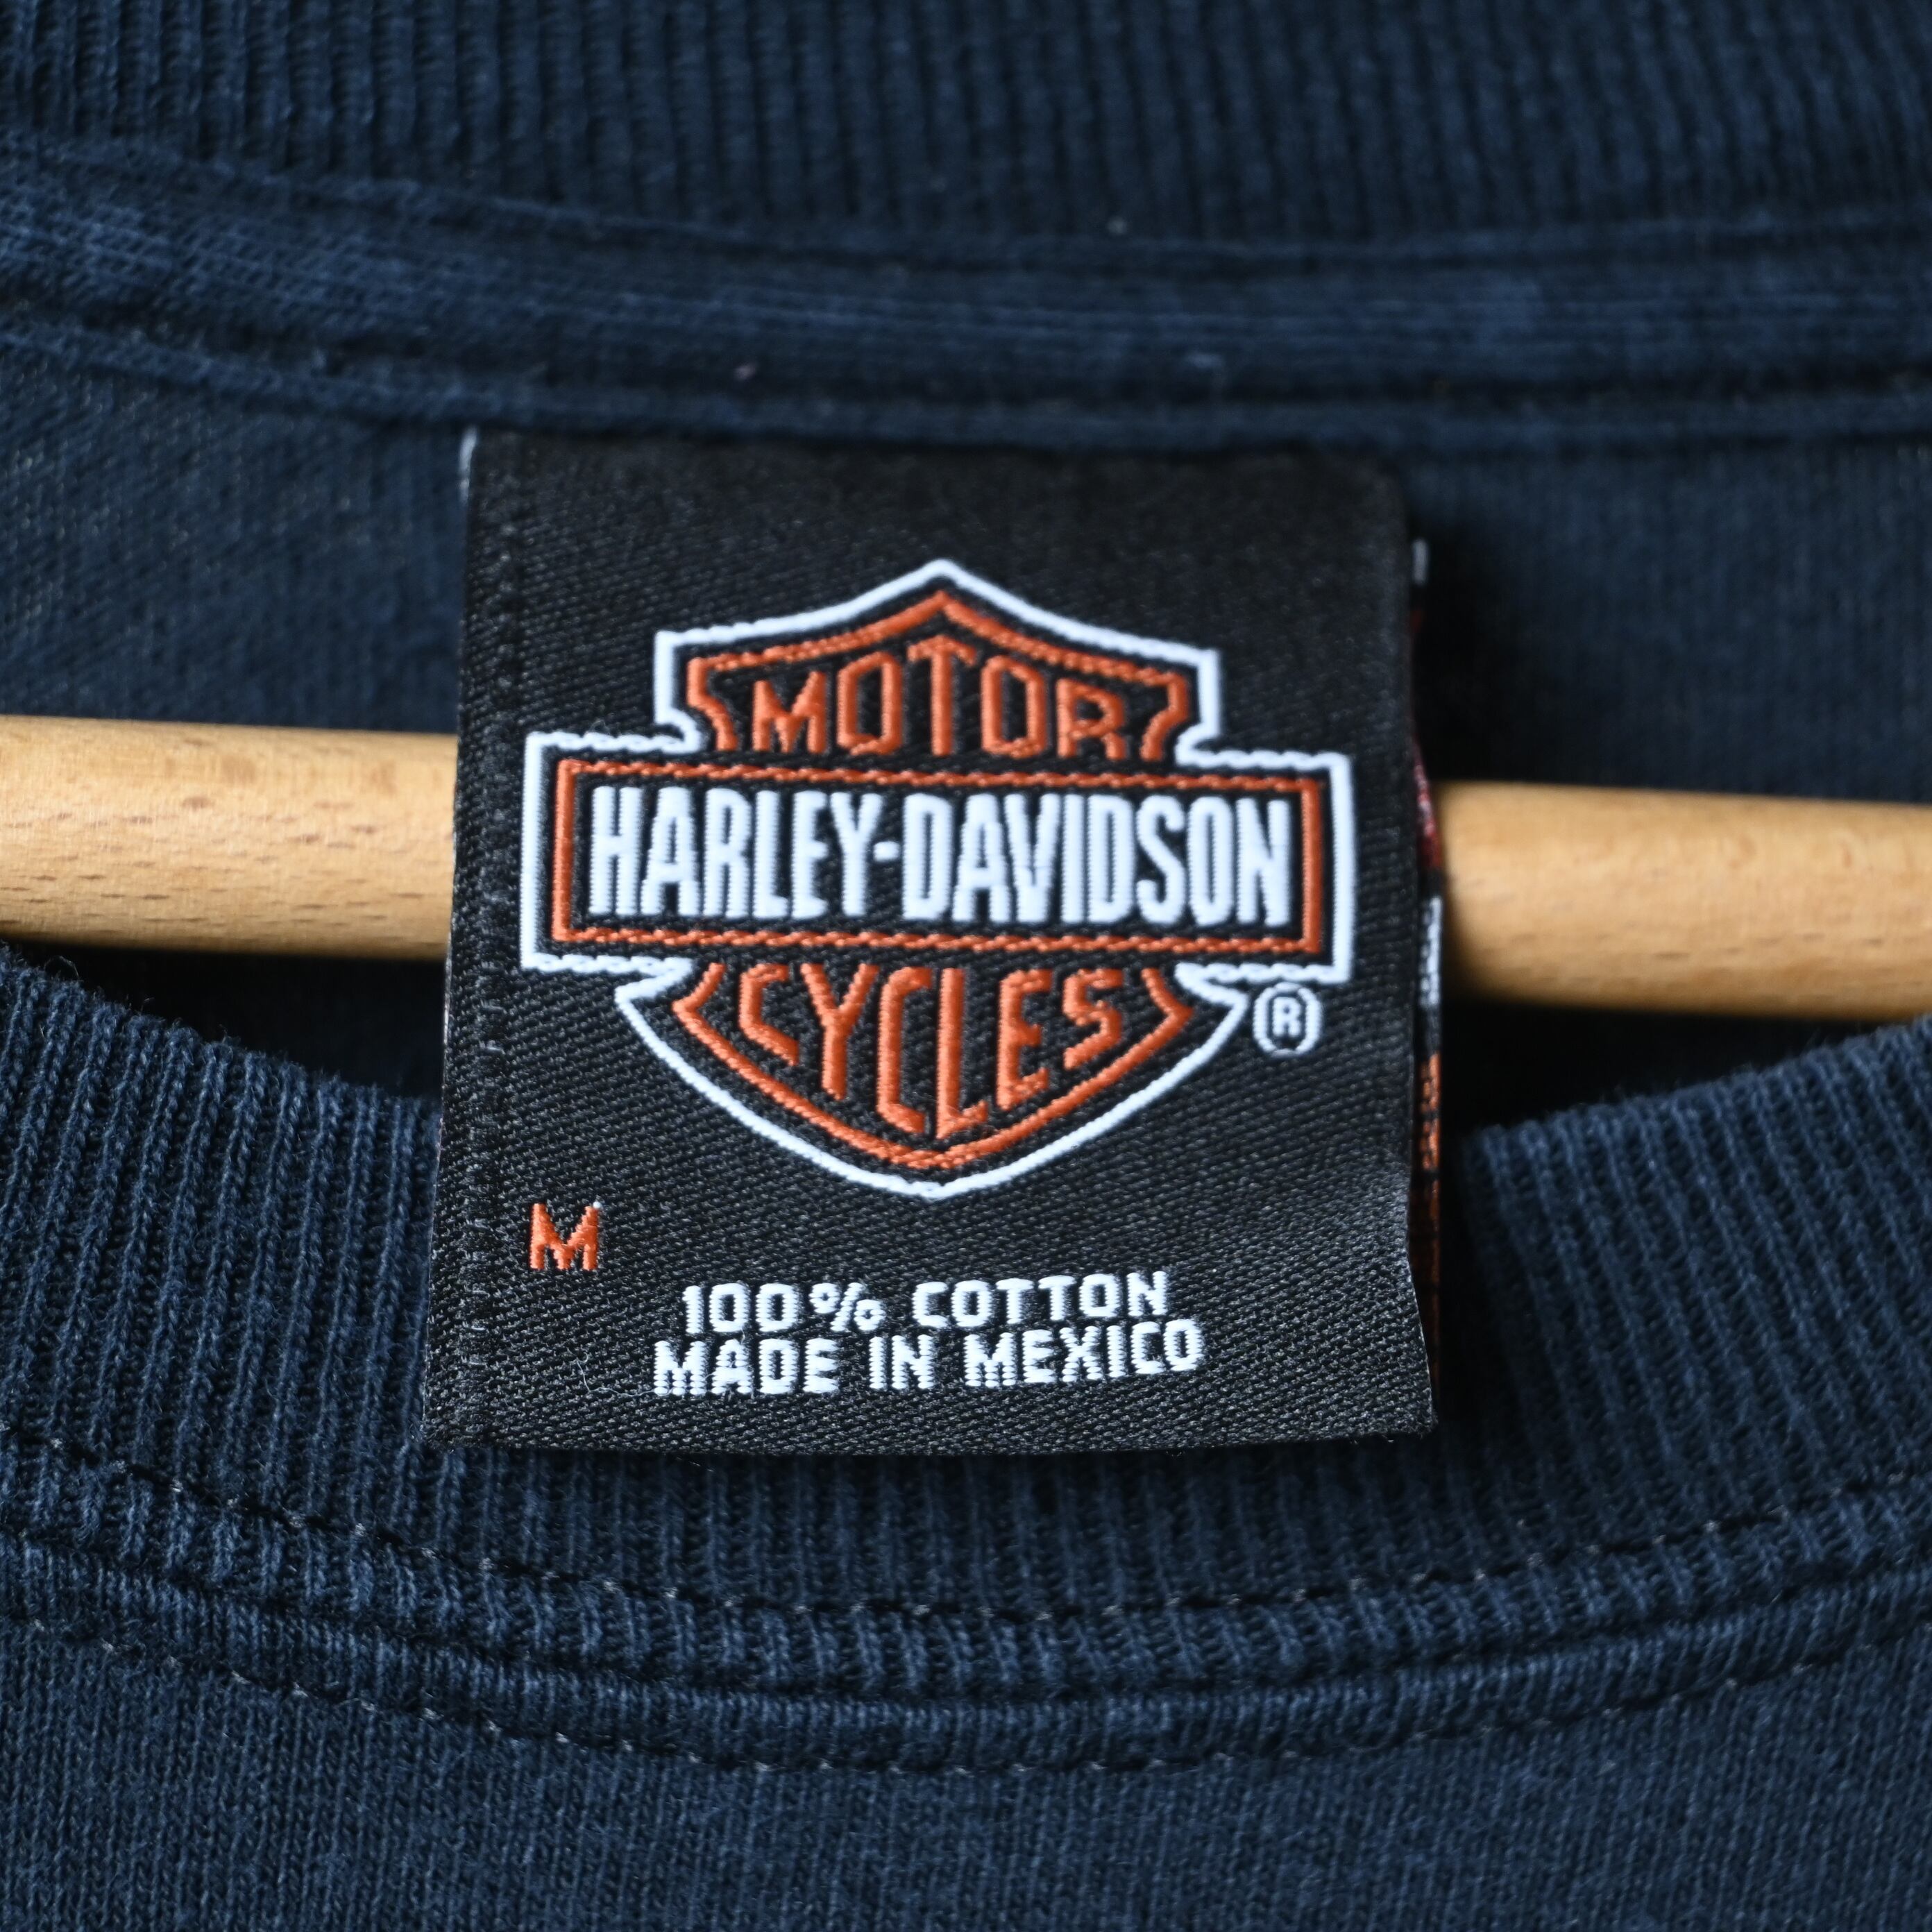 MOTOR
HARLEY-DAVIDSON
CYCLES
®
M
100% COTTON
MADE IN MEXICO